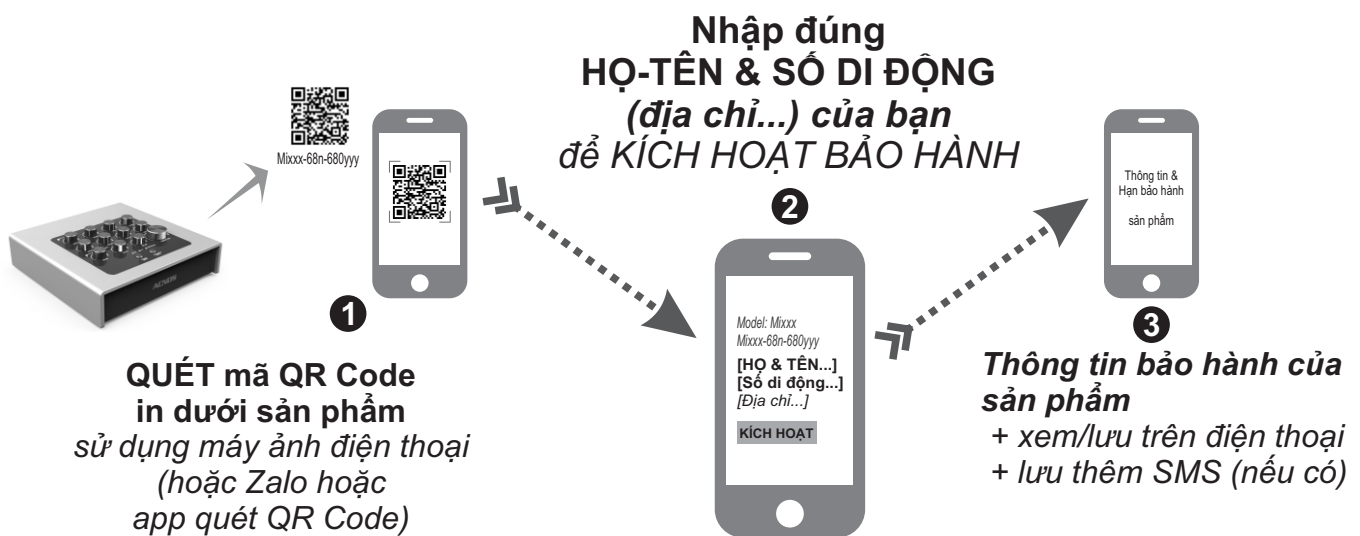 Mixxx-68n-680yyy
1
QUÉT mã QR Code
in dưới sản phẩm
sử dụng máy ảnh điện thoại
(hoặc Zalo hoặc
app quét QR Code)
Nhập đúng
HỌ-TÊN & SỐ DI ĐỘNG
(địa chỉ...) của bạn
để KÍCH HOẠT BẢO HÀNH
2
Model: Mixxx
Mixxx-68n-680yyy
[HỌ & TÊN...]
[Số di động...]
[Địa chỉ...]
KÍCH HOẠT
Thông tin &
Hạn bảo hành
sản phẩm
3
Thông tin bảo hành của
sản phẩm
+ xem/lưu trên điện thoại
+ lưu thêm SMS (nếu có)